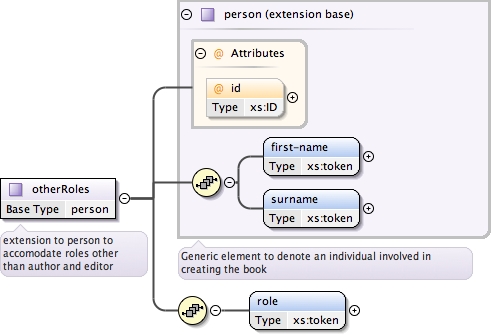 person (extension base)
@ Attributes
@ id
Type xs:ID
first-name
Type xs:token
surname
Type xs:token
otherRoles
Base Type person
extension to person to
accomodate roles other
than author and editor
Generic element to denote an individual involved in
creating the book
role
Type xs:token